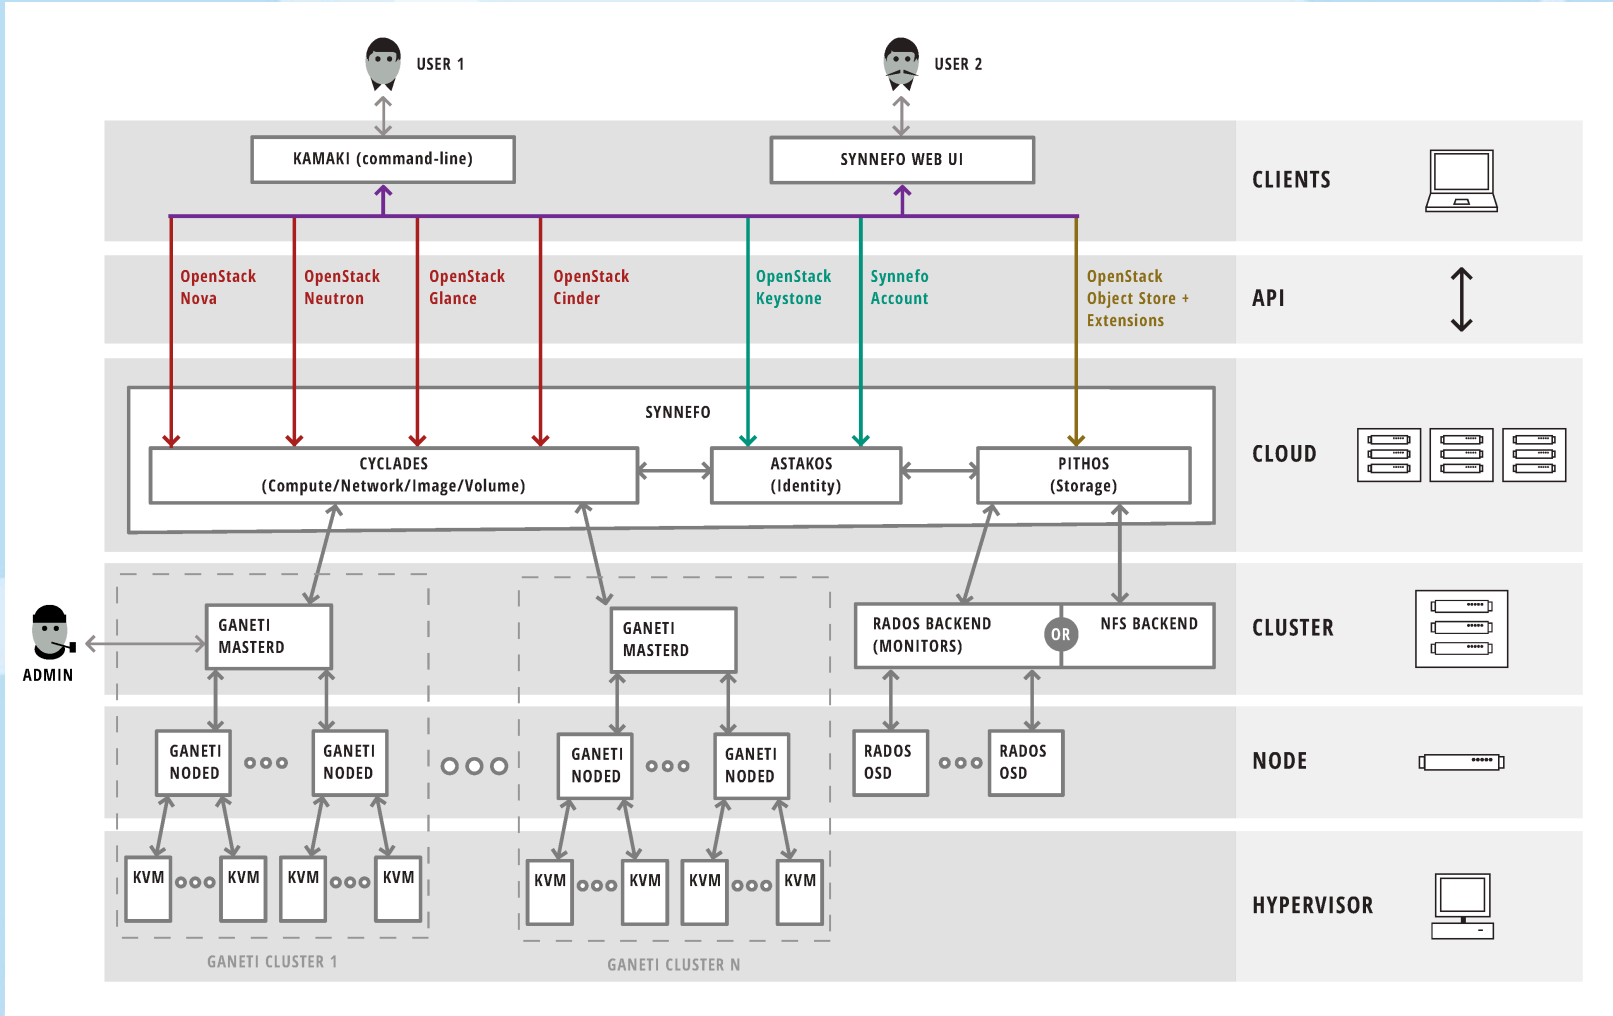 USER 1
USER 2
KAMAKI (command-line)
SYNNEFO WEB UI
CLIENTS
OpenStack
Nova
OpenStack
Neutron
OpenStack
Glance
OpenStack
Cinder
OpenStack
Keystone
Synnefo
Account
OpenStack
Object Store +
Extensions
API
SYNNEFO
CYCLADES
(Compute/Network/Image/Volume)
ASTAKOS
(Identity)
PITHOS
(Storage)
CLOUD
ADMIN
GANETI
MASTERD
GANETI
MASTERD
RADOS BACKEND
(MONITORS)
OR
NFS BACKEND
CLUSTER
GANETI
NODED
GANETI
NODED
GANETI
NODED
GANETI
NODED
RADOS
OSD
RADOS
OSD
NODE
KVM
KVM
KVM
KVM
KVM
KVM
KVM
KVM
HYPERVISOR
GANETI CLUSTER 1
GANETI CLUSTER N